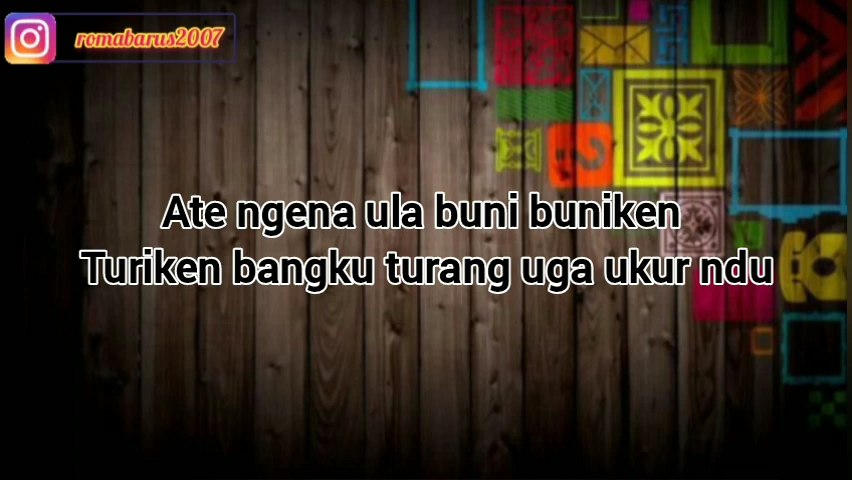 romabarus2007
Ate ngena ula buni buniken
Turiken bangku turang uga ukur ndu